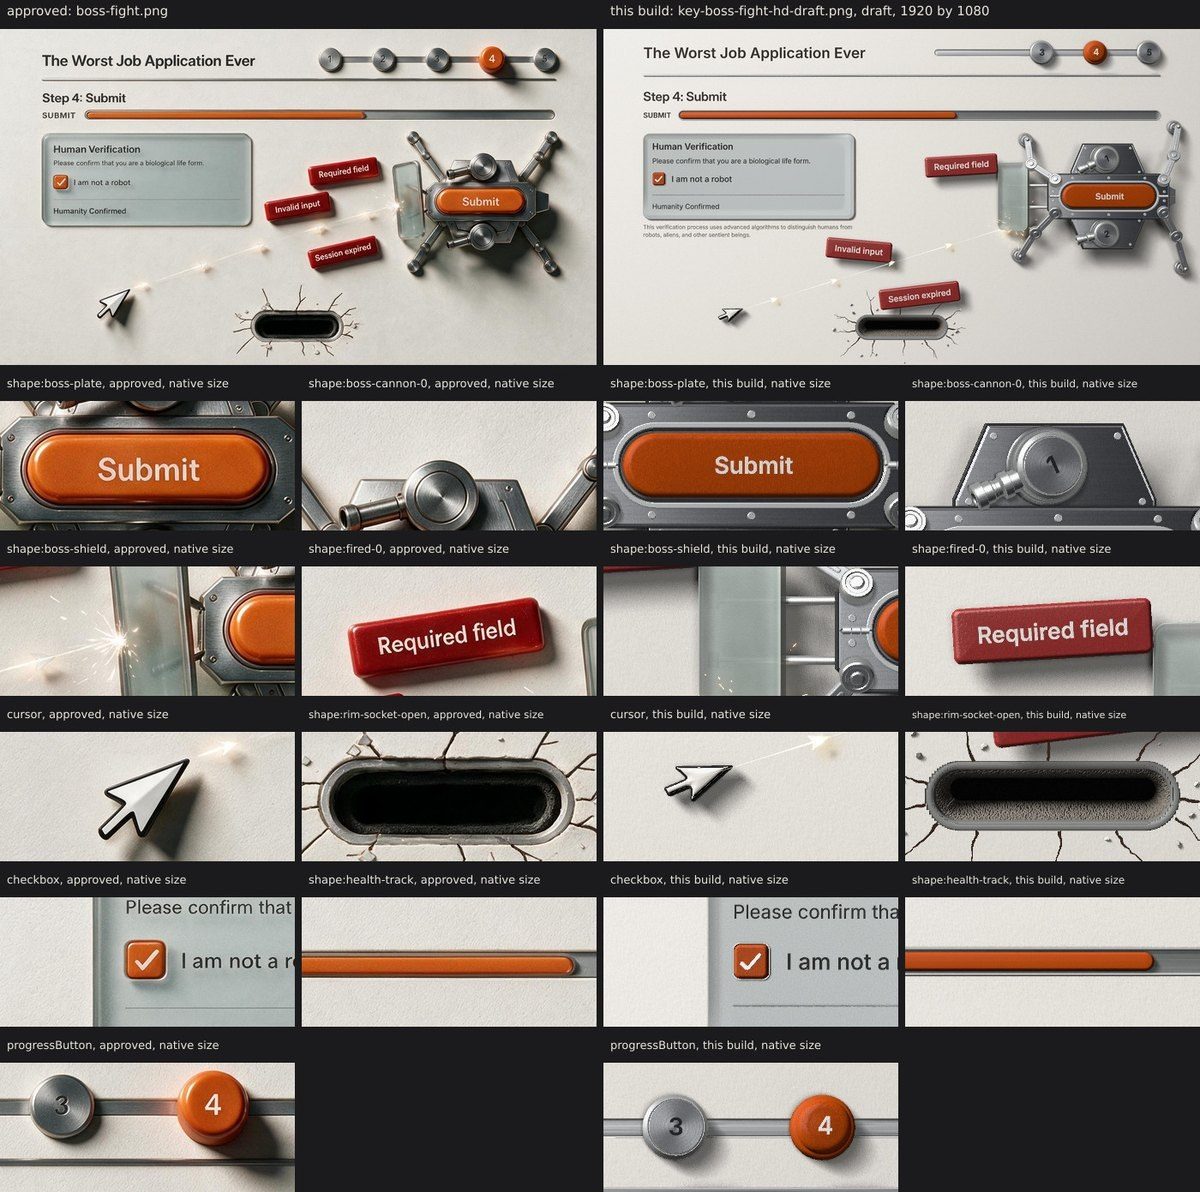 approved: boss-fight.png
this build: key-boss-fight-hd-draft.png, draft, 1920 by 1080
The Worst Job Application Ever
1 2 3 4 5
Step 4: Submit
SUBMIT
Human Verification
Please confirm that you are a biological life form.
I am not a robot
Humanity Confirmed
Required field
Invalid input
Session expired
Submit
The Worst Job Application Ever
3 4 5
Step 4: Submit
SUBMIT
Human Verification
Please confirm that you are a biological life form.
I am not a robot
Humanity Confirmed
This verification process uses advanced algorithms to distinguish humans from
robots, aliens, and other sentient beings.
Required field
Invalid input
Session expired
1
Submit
2
shape:boss-plate, approved, native size
shape:boss-cannon-0, approved, native size
shape:boss-plate, this build, native size
shape:boss-cannon-0, this build, native size
Submit
Submit
1
shape:boss-shield, approved, native size
shape:fired-0, approved, native size
shape:boss-shield, this build, native size
shape:fired-0, this build, native size
Required field
Required field
cursor, approved, native size
shape:rim-socket-open, approved, native size
cursor, this build, native size
shape:rim-socket-open, this build, native size
checkbox, approved, native size
shape:health-track, approved, native size
checkbox, this build, native size
shape:health-track, this build, native size
Please confirm that
I am not a r
Please confirm tha
I am not a
progressButton, approved, native size
progressButton, this build, native size
3 4
3 4